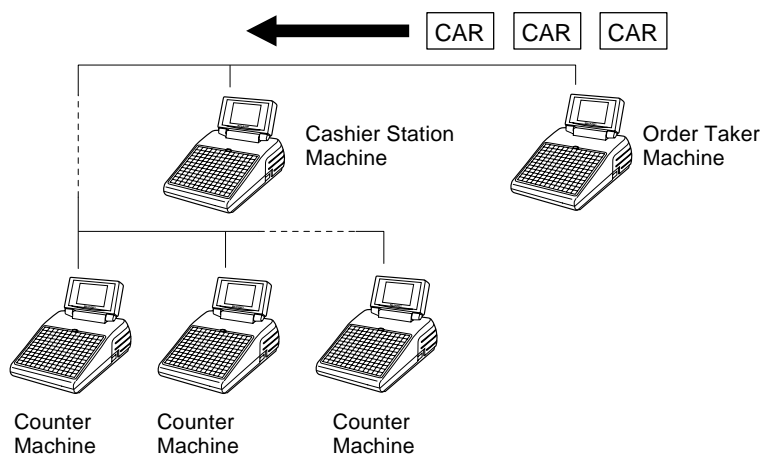 CAR CAR CAR
Cashier Station
Machine
Order Taker
Machine
Counter
Machine
Counter
Machine
Counter
Machine